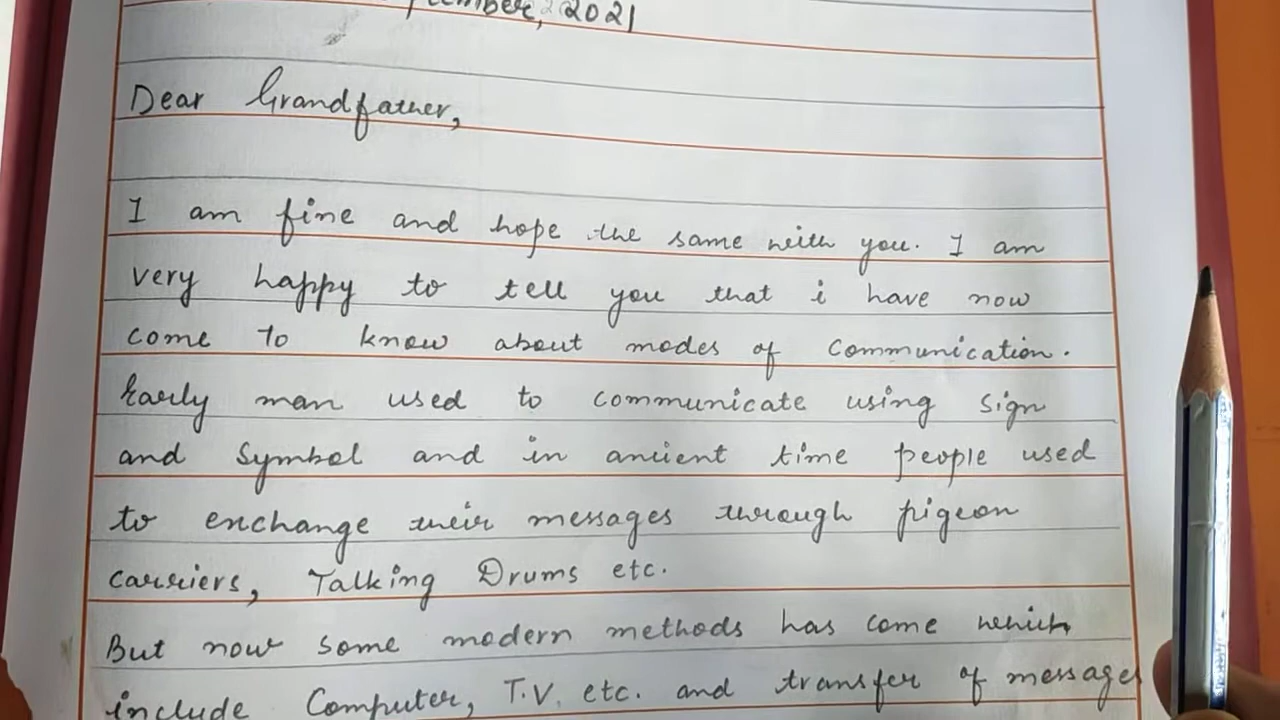 September, 2021
Dear Grandfather,
I am fine and hope the same with you. I am
very happy to tell you that i have now
come to know about modes of communication.
Early man used to communicate using sign
and Symbol and in ancient time people used
to exchange their messages through pigeon
carriers, Talking Drums etc.
But now some modern methods has come which
include Computer, T.V. etc. and transfer of messages